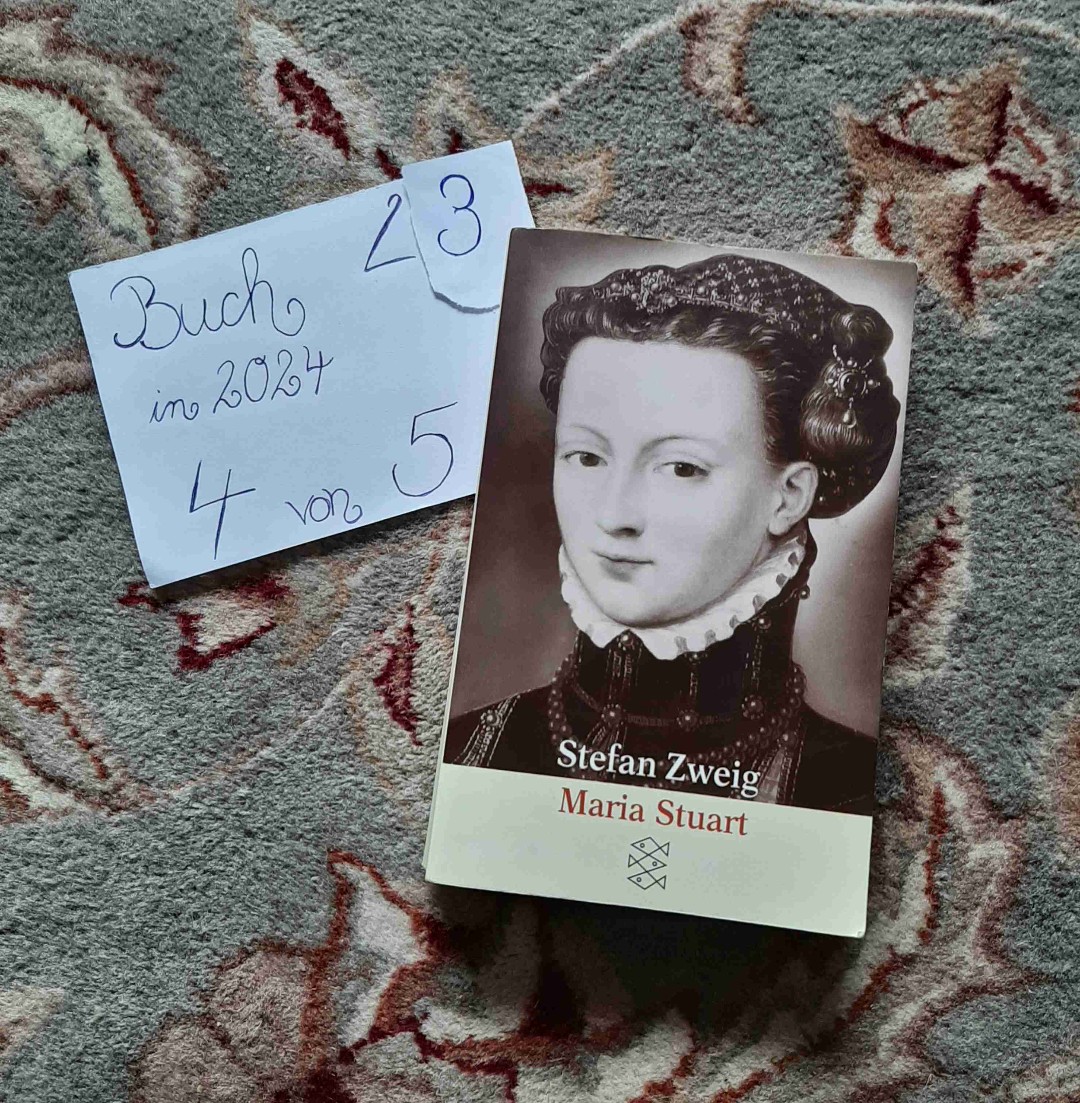 Buch 23
in 2024
4 von 5
Stefan Zweig
Maria Stuart